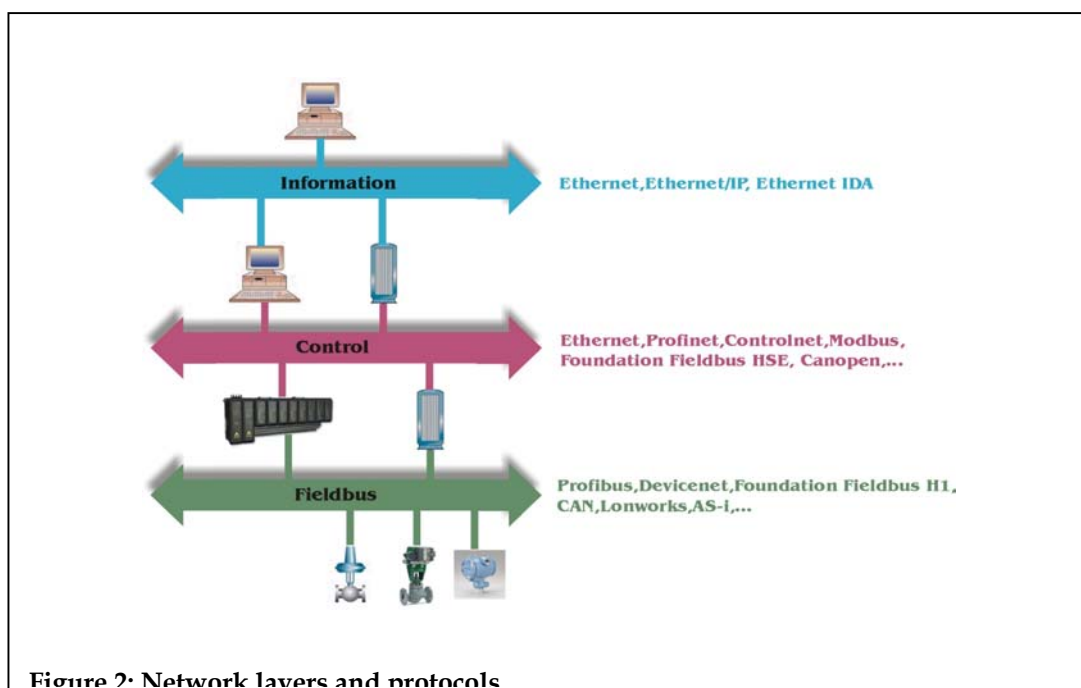 Information
Ethernet,Ethernet/IP, Ethernet IDA
Control
Ethernet,Profinet,Controlnet,Modbus,
Foundation Fieldbus HSE, Canopen,...
Fieldbus
Profibus,Devicenet,Foundation Fieldbus H1,
CAN,Lonworks,AS-i,...
Figure 2: Network layers and protocols